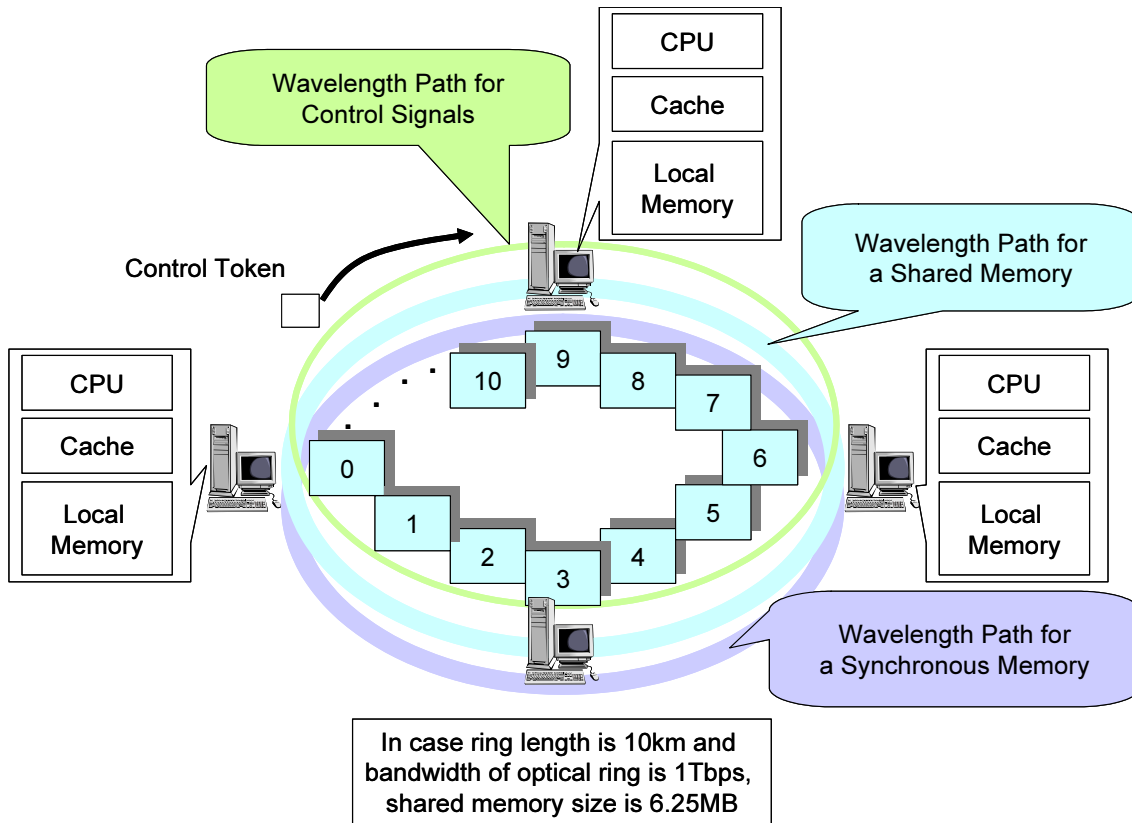 CPU
Cache
Local
Memory
Wavelength Path for
Control Signals
Wavelength Path for
a Shared Memory
Control Token
CPU
Cache
Local
Memory
9
10
8
7
6
0
5
1
4
2
3
CPU
Cache
Local
Memory
Wavelength Path for
a Synchronous Memory
In case ring length is 10km and
bandwidth of optical ring is 1Tbps,
shared memory size is 6.25MB